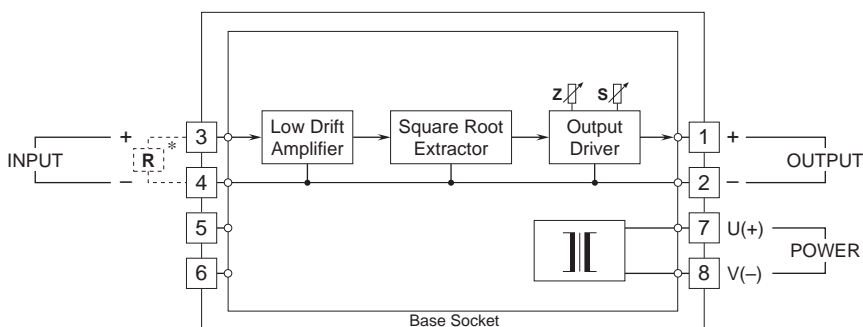 Z
S
Low Drift
Amplifier
Square Root
Extractor
Output
Driver
INPUT
+
−
R
*
3
4
5
6
1
2
7
8
+
−
OUTPUT
U(+)
V(−)
POWER
Base Socket